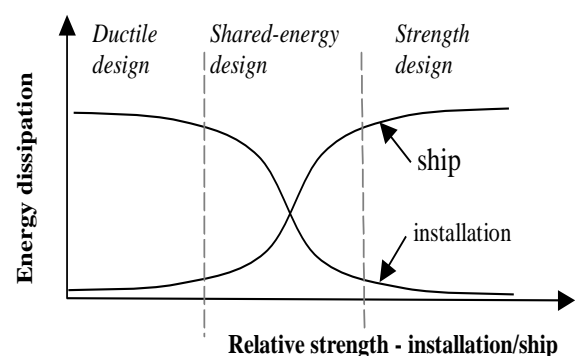 Ductile
design
Shared-energy
design
Strength
design
Energy dissipation
ship
installation
Relative strength - installation/ship